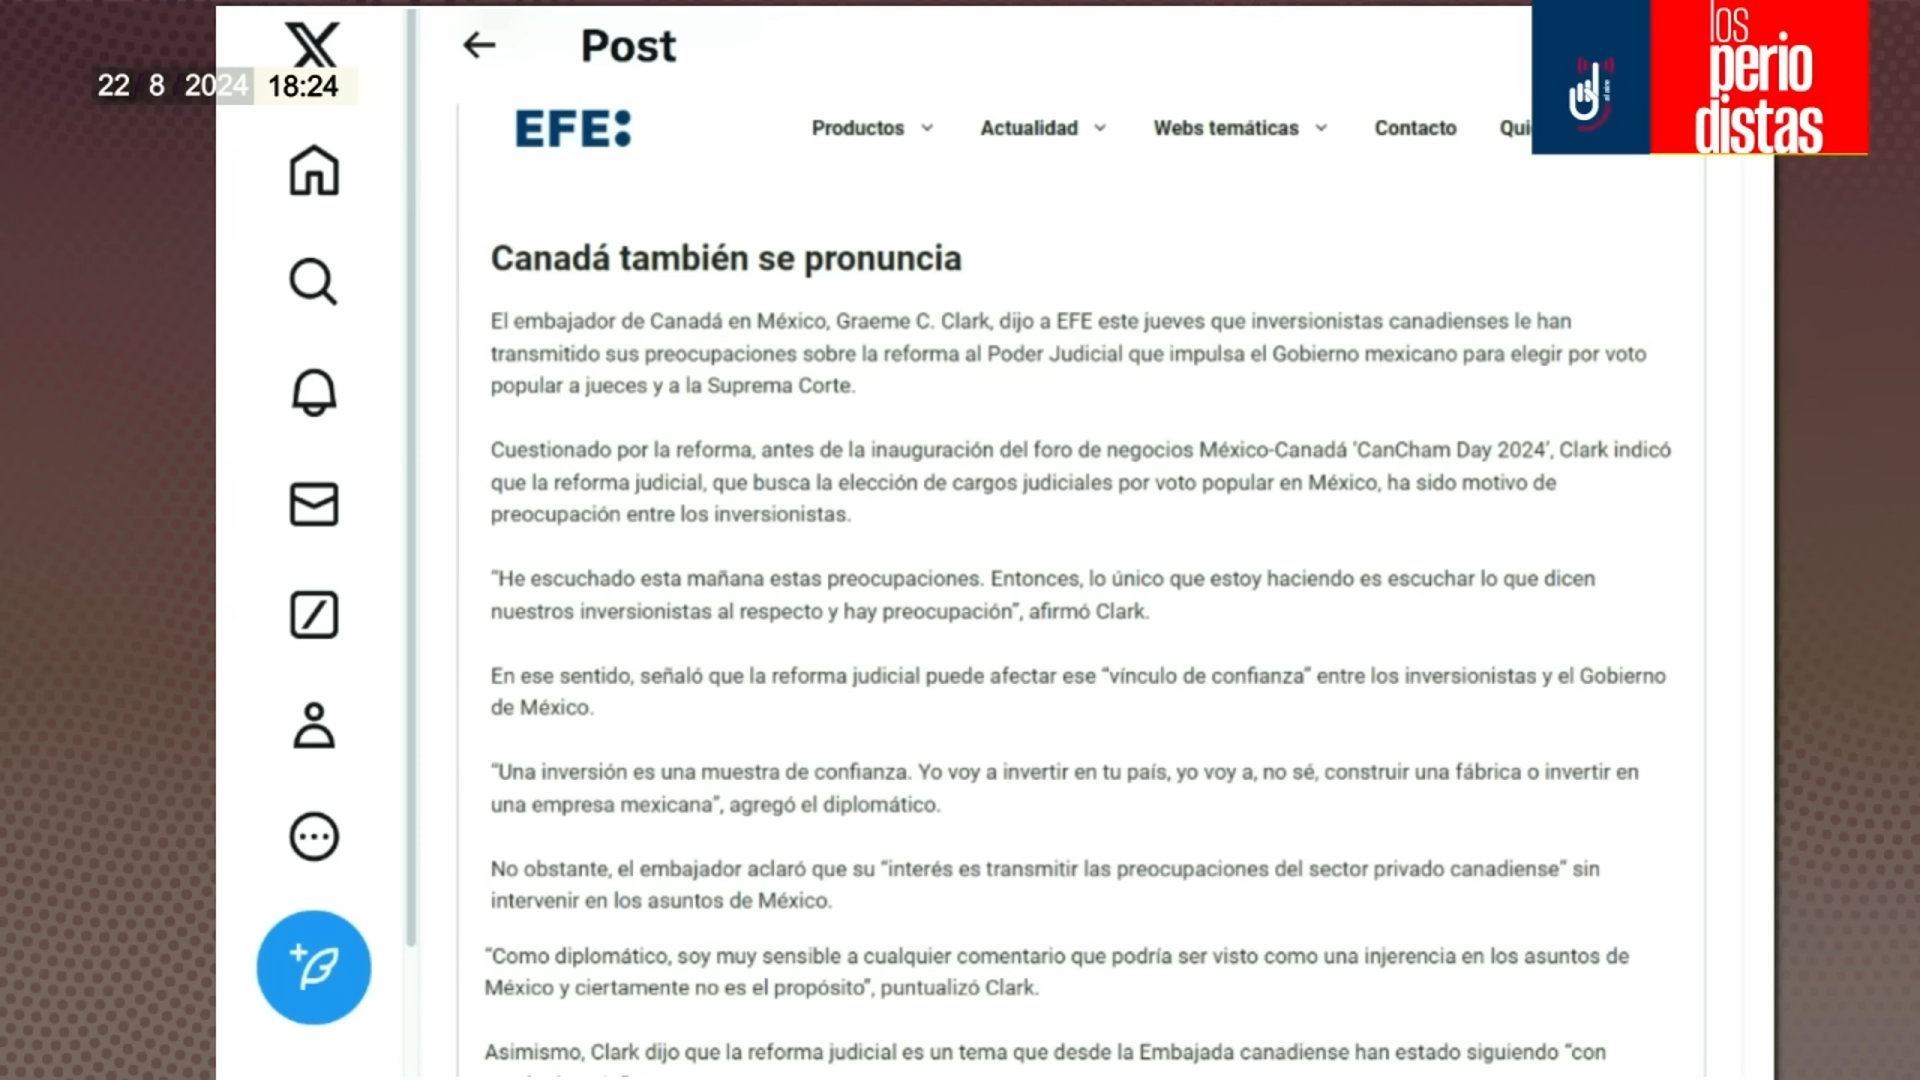 Post
22 8 2024 18:24
los
perio
distas
al aire
EFE:
Productos Actualidad Webs temáticas Contacto
Canadá también se pronuncia
El embajador de Canadá en México, Graeme C. Clark, dijo a EFE este jueves que inversionistas canadienses le han
transmitido sus preocupaciones sobre la reforma al Poder Judicial que impulsa el Gobierno mexicano para elegir por voto
popular a jueces y a la Suprema Corte.
Cuestionado por la reforma, antes de la inauguración del foro de negocios México-Canadá ‘CanCham Day 2024’, Clark indicó
que la reforma judicial, que busca la elección de cargos judiciales por voto popular en México, ha sido motivo de
preocupación entre los inversionistas.
“He escuchado esta mañana estas preocupaciones. Entonces, lo único que estoy haciendo es escuchar lo que dicen
nuestros inversionistas al respecto y hay preocupación”, afirmó Clark.
En ese sentido, señaló que la reforma judicial puede afectar ese “vínculo de confianza” entre los inversionistas y el Gobierno
de México.
“Una inversión es una muestra de confianza. Yo voy a invertir en tu país, yo voy a, no sé, construir una fábrica o invertir en
una empresa mexicana”, agregó el diplomático.
No obstante, el embajador aclaró que su “interés es transmitir las preocupaciones del sector privado canadiense” sin
intervenir en los asuntos de México.
“Como diplomático, soy muy sensible a cualquier comentario que podría ser visto como una injerencia en los asuntos de
México y ciertamente no es el propósito”, puntualizó Clark.
Asimismo, Clark dijo que la reforma judicial es un tema que desde la Embajada canadiense han estado siguiendo “con